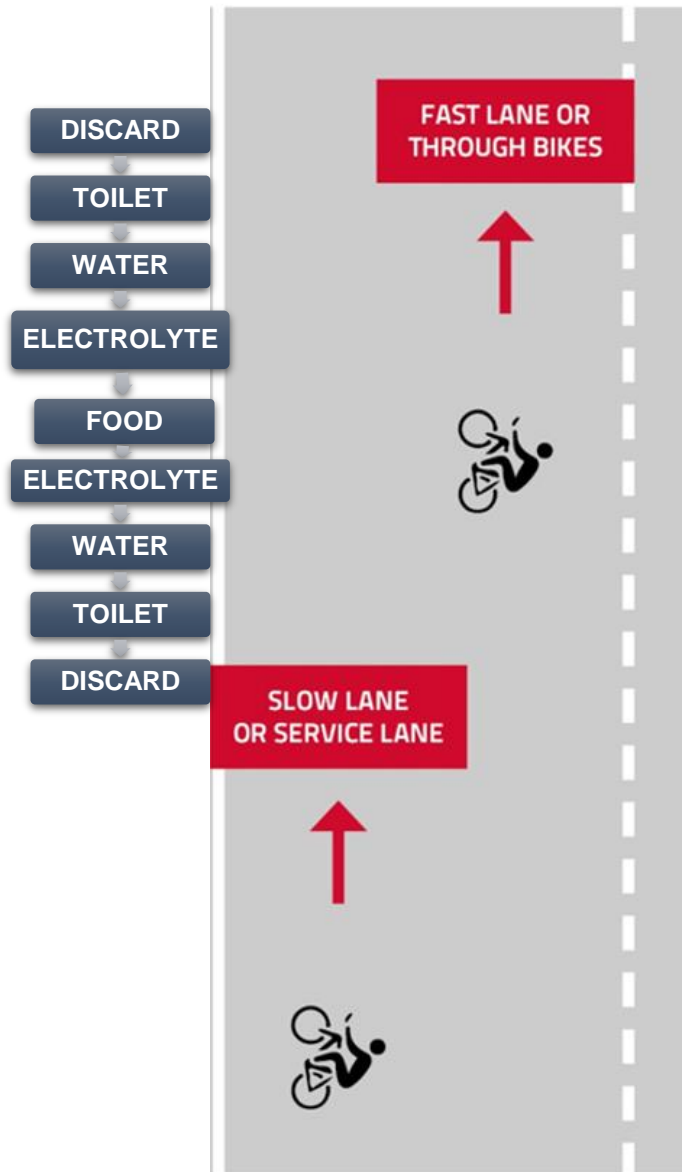 DISCARD
TOILET
WATER
ELECTROLYTE
FOOD
ELECTROLYTE
WATER
TOILET
DISCARD
FAST LANE OR
THROUGH BIKES
SLOW LANE
OR SERVICE LANE